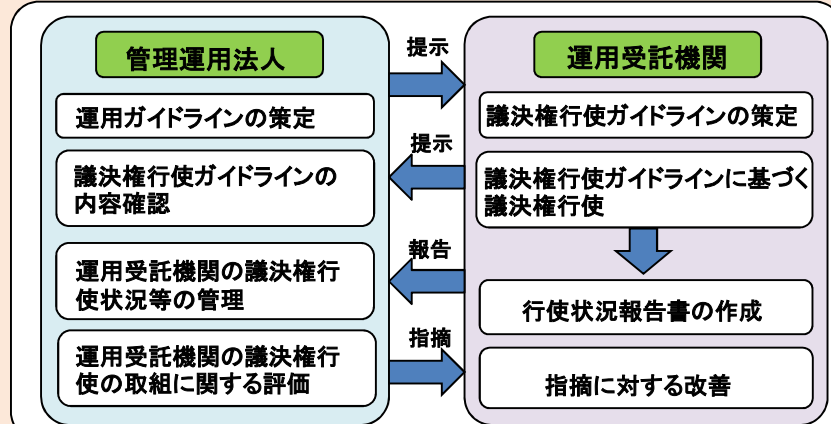 管理運用法人
運用ガイドラインの策定
議決権行使ガイドラインの
内容確認
運用受託機関の議決権行
使状況等の管理
運用受託機関の議決権行
使の取組に関する評価
提示
提示
報告
指摘
運用受託機関
議決権行使ガイドラインの策定
議決権行使ガイドラインに基づく
議決権行使
行使状況報告書の作成
指摘に対する改善